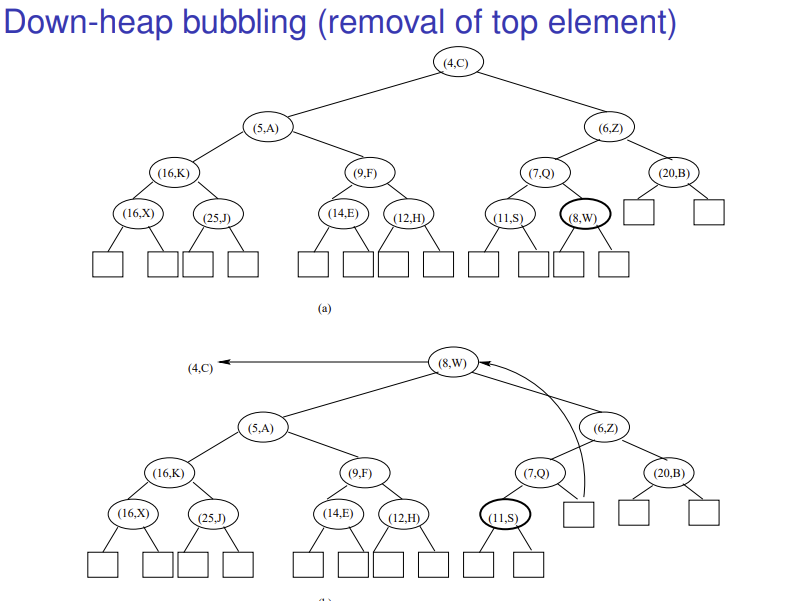 Down-heap bubbling (removal of top element)
(4,C)
(5,A) (6,Z)
(16,K) (9,F) (7,Q) (20,B)
(16,X) (25,J) (14,E) (12,H) (11,S) (8,W)
(a)
(4,C) (8,W)
(5,A) (6,Z)
(16,K) (9,F) (7,Q) (20,B)
(16,X) (25,J) (14,E) (12,H) (11,S)